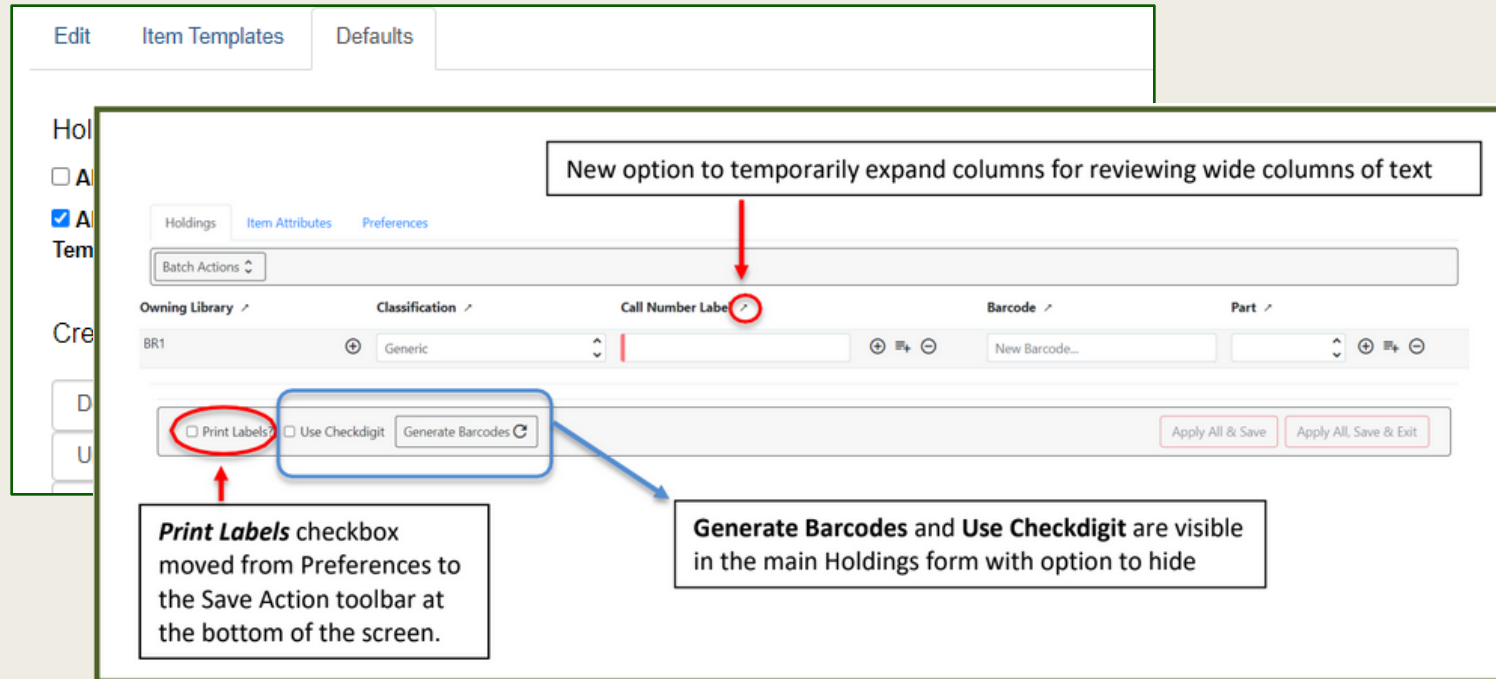 Edit Item Templates Defaults
Hol
New option to temporarily expand columns for reviewing wide columns of text
Al
Al
Tem
Holdings Item Attributes Preferences
Batch Actions
Owning Library Classification Call Number Label Barcode Part
Cre
BR1 Generic New Barcode...
D
U
Print Labels? Use Checkdigit Generate Barcodes Apply All & Save Apply All, Save & Exit
Print Labels checkbox
moved from Preferences to
the Save Action toolbar at
the bottom of the screen.
Generate Barcodes and Use Checkdigit are visible
in the main Holdings form with option to hide